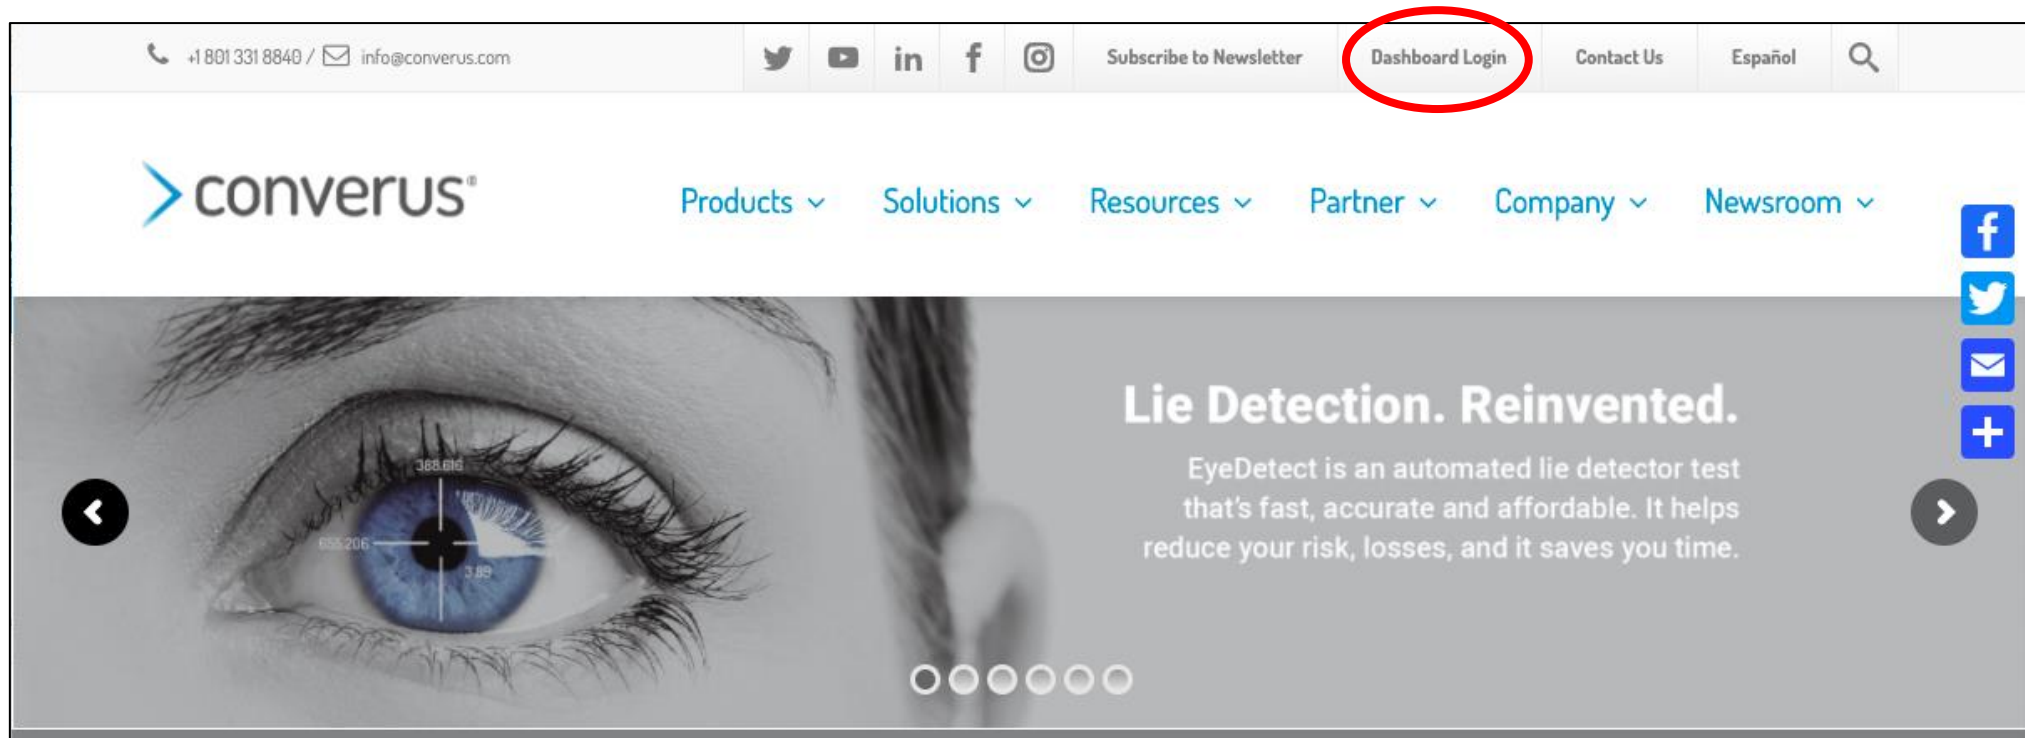 +1 801 331 8840 / info@converus.com
Subscribe to Newsletter
Dashboard Login
Contact Us
Español
converus®
Products
Solutions
Resources
Partner
Company
Newsroom
Lie Detection. Reinvented.
EyeDetect is an automated lie detector test
that's fast, accurate and affordable. It helps
reduce your risk, losses, and it saves you time.
388.616
655.206
3.89